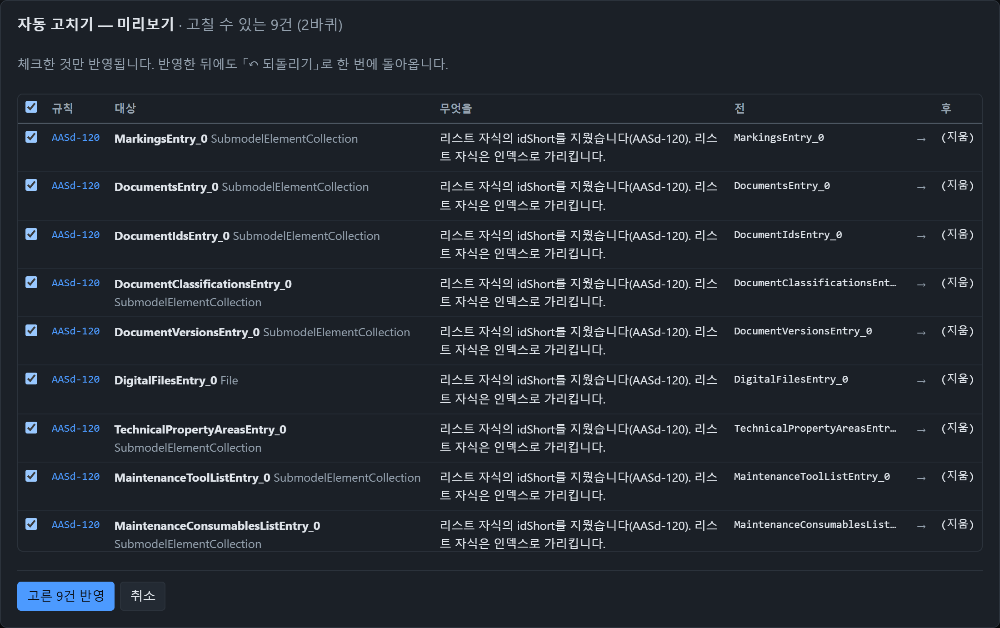 자동 고치기 — 미리보기 · 고칠 수 있는 9건 (2바퀴)
체크한 것만 반영됩니다. 반영한 뒤에도 「↶ 되돌리기」로 한 번에 돌아옵니다.
규칙 대상 무엇을 전 후
AASd-120 MarkingsEntry_0 SubmodelElementCollection 리스트 자식의 idShort를 지웠습니다(AASd-120). 리스 MarkingsEntry_0 → (지움)
트 자식은 인덱스로 가리킵니다.
AASd-120 DocumentsEntry_0 SubmodelElementCollection 리스트 자식의 idShort를 지웠습니다(AASd-120). 리스 DocumentsEntry_0 → (지움)
트 자식은 인덱스로 가리킵니다.
AASd-120 DocumentIdsEntry_0 SubmodelElementCollection 리스트 자식의 idShort를 지웠습니다(AASd-120). 리스 DocumentIdsEntry_0 → (지움)
트 자식은 인덱스로 가리킵니다.
AASd-120 DocumentClassificationsEntry_0 리스트 자식의 idShort를 지웠습니다(AASd-120). 리스 DocumentClassificationsEnt… → (지움)
SubmodelElementCollection 트 자식은 인덱스로 가리킵니다.
AASd-120 DocumentVersionsEntry_0 SubmodelElementCollection 리스트 자식의 idShort를 지웠습니다(AASd-120). 리스 DocumentVersionsEntry_0 → (지움)
트 자식은 인덱스로 가리킵니다.
AASd-120 DigitalFilesEntry_0 File 리스트 자식의 idShort를 지웠습니다(AASd-120). 리스 DigitalFilesEntry_0 → (지움)
트 자식은 인덱스로 가리킵니다.
AASd-120 TechnicalPropertyAreasEntry_0 리스트 자식의 idShort를 지웠습니다(AASd-120). 리스 TechnicalPropertyAreasEntr… → (지움)
SubmodelElementCollection 트 자식은 인덱스로 가리킵니다.
AASd-120 MaintenanceToolListEntry_0 SubmodelElementCollection 리스트 자식의 idShort를 지웠습니다(AASd-120). 리스 MaintenanceToolListEntry_0 → (지움)
트 자식은 인덱스로 가리킵니다.
AASd-120 MaintenanceConsumablesListEntry_0 리스트 자식의 idShort를 지웠습니다(AASd-120). 리스 MaintenanceConsumablesList… → (지움)
SubmodelElementCollection 트 자식은 인덱스로 가리킵니다.
고른 9건 반영 취소